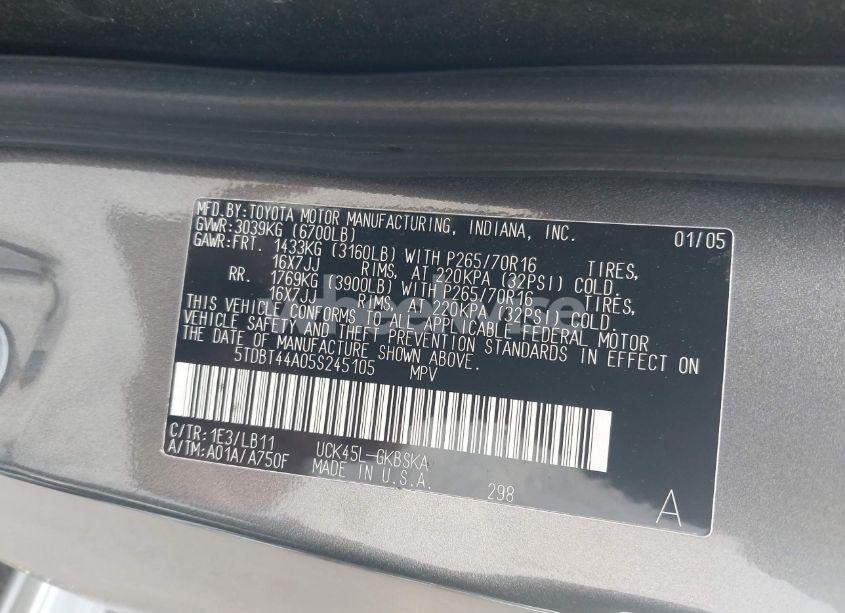 MFD.BY:TOYOTA MOTOR MANUFACTURING, INDIANA, INC. 01/05
GVWR:3039KG (6700LB)
GAWR:FRT. 1433KG (3160LB) WITH P265/70R16 TIRES,
16X7JJ RIMS, AT 220KPA (32PSI) COLD.
RR. 1769KG (3900LB) WITH P265/70R16 TIRES,
16X7JJ RIMS, AT 220KPA (32PSI) COLD.
THIS VEHICLE CONFORMS TO ALL APPLICABLE FEDERAL MOTOR
VEHICLE SAFETY AND THEFT PREVENTION STANDARDS IN EFFECT ON
THE DATE OF MANUFACTURE SHOWN ABOVE.
5TDBT44A05S245105 MPV
C/TR:1E3/LB11 UCK45L-GKBSKA
A/TM:A01A/A750F MADE IN U.S.A.
298
A
wheelwise